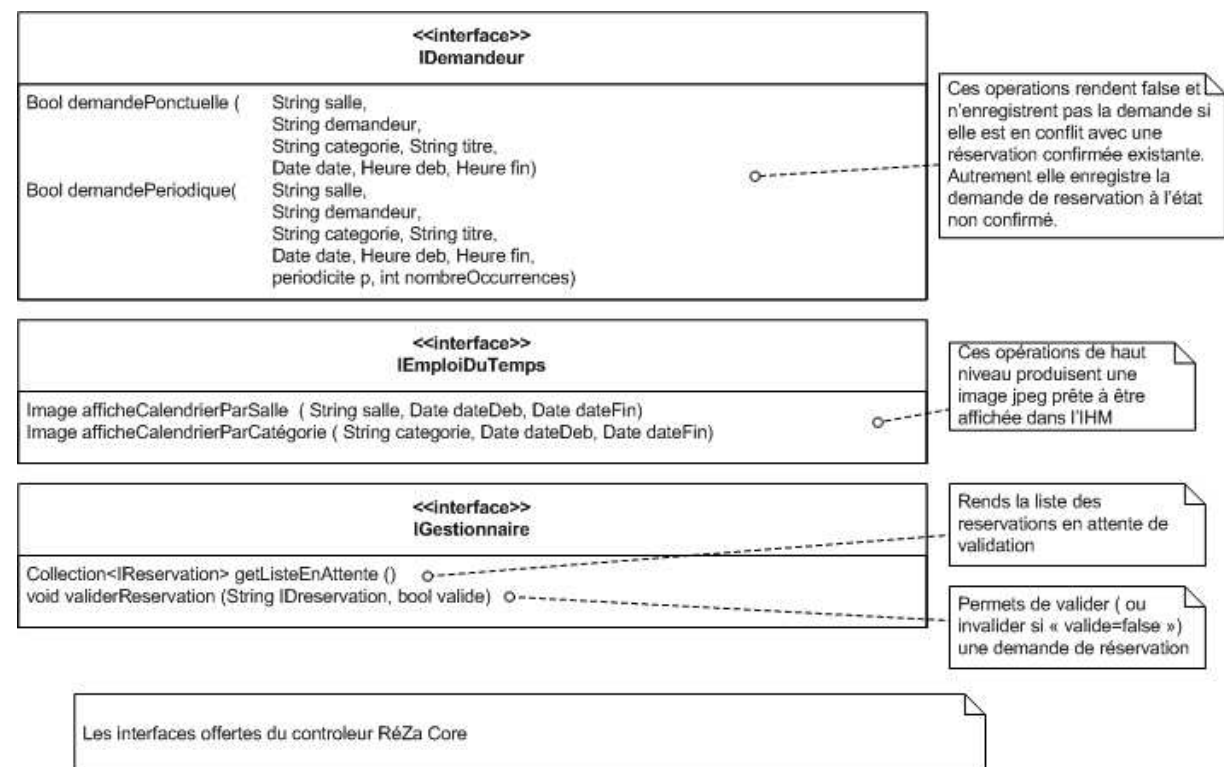 <<interface>>
IDemandeur
Bool demandePonctuelle ( String salle,
String demandeur,
String categorie, String titre,
Date date, Heure deb, Heure fin)
Bool demandePeriodique( String salle,
String demandeur,
String categorie, String titre,
Date date, Heure deb, Heure fin,
periodicite p, int nombreOccurrences)
Ces operations rendent false et
n'enregistrent pas la demande si
elle est en conflit avec une
réservation confirmée existante.
Autrement elle enregistre la
demande de reservation à l'état
non confirmé.
<<interface>>
IEmploiDuTemps
Image afficheCalendrierParSalle ( String salle, Date dateDeb, Date dateFin)
Image afficheCalendrierParCatégorie ( String categorie, Date dateDeb, Date dateFin)
Ces opérations de haut
niveau produisent une
image jpeg prête à être
affichée dans l'IHM
<<interface>>
IGestionnaire
Collection<IReservation> getListeEnAttente ()
void validerReservation (String IDreservation, bool valide)
Rends la liste des
reservations en attente de
validation
Permets de valider ( ou
invalider si « valide=false »)
une demande de réservation
Les interfaces offertes du controleur RéZa Core